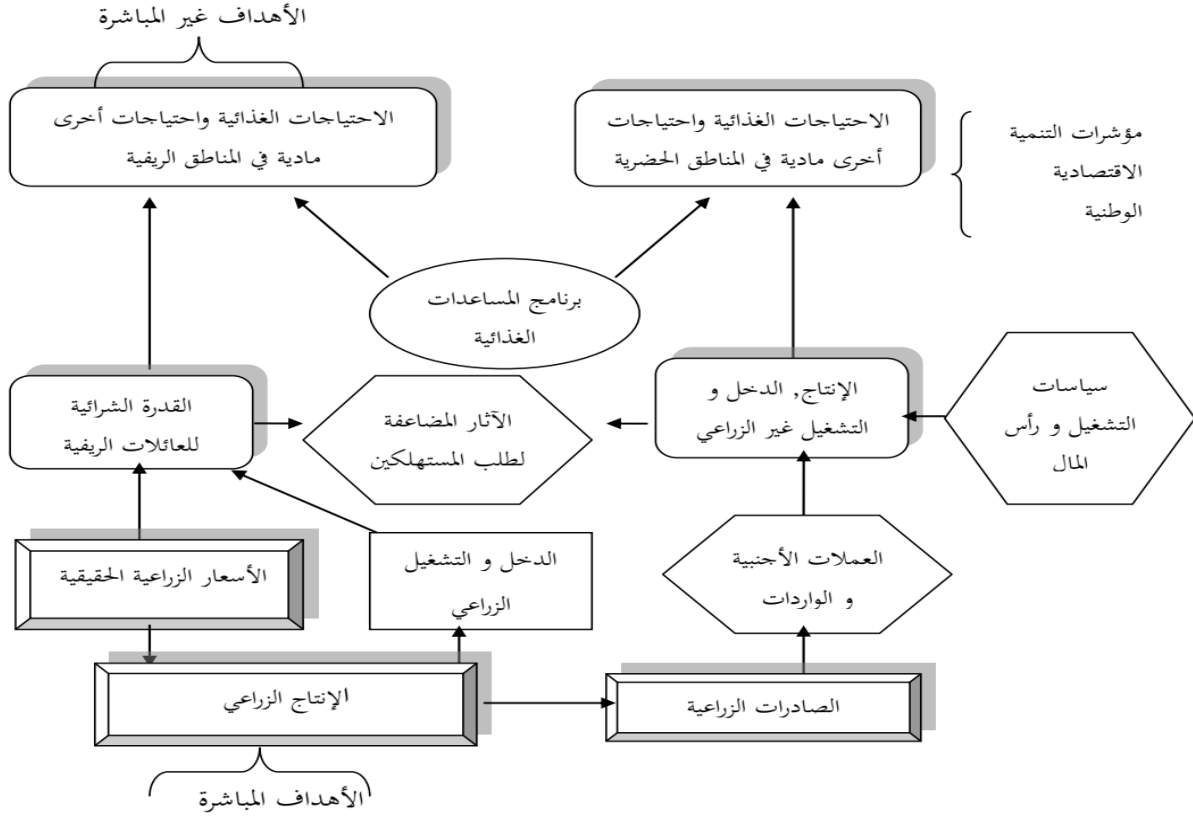 الأهداف غير المباشرة
الاحتياجات الغذائية واحتياجات
أخرى مادية في المناطق الحضرية
الاحتياجات الغذائية واحتياجات أخرى
مادية في المناطق الريفية
مؤشرات التنمية
الاقتصادية
الوطنية
برنامج المساعدات
الغذائية
سياسات
التشغيل و رأس
المال
الإنتاج, الدخل و
التشغيل غير الزراعي
الآثار المضاعفة
لطلب المستهلكين
القدرة الشرائية
للعائلات الريفية
العملات الأجنبية
و الواردات
الدخل و التشغيل
الزراعي
الأسعار الزراعية الحقيقية
الصادرات الزراعية
الإنتاج الزراعي
الأهداف المباشرة